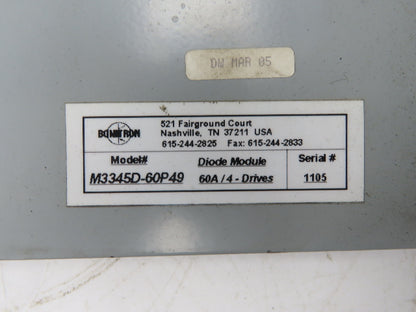 DW MAR 05
BONITRON
521 Fairground Court
Nashville, TN 37211 USA
615-244-2825 Fax: 615-244-2833
Model# Diode Module Serial #
M3345D-60P49 60A / 4 - Drives 1105